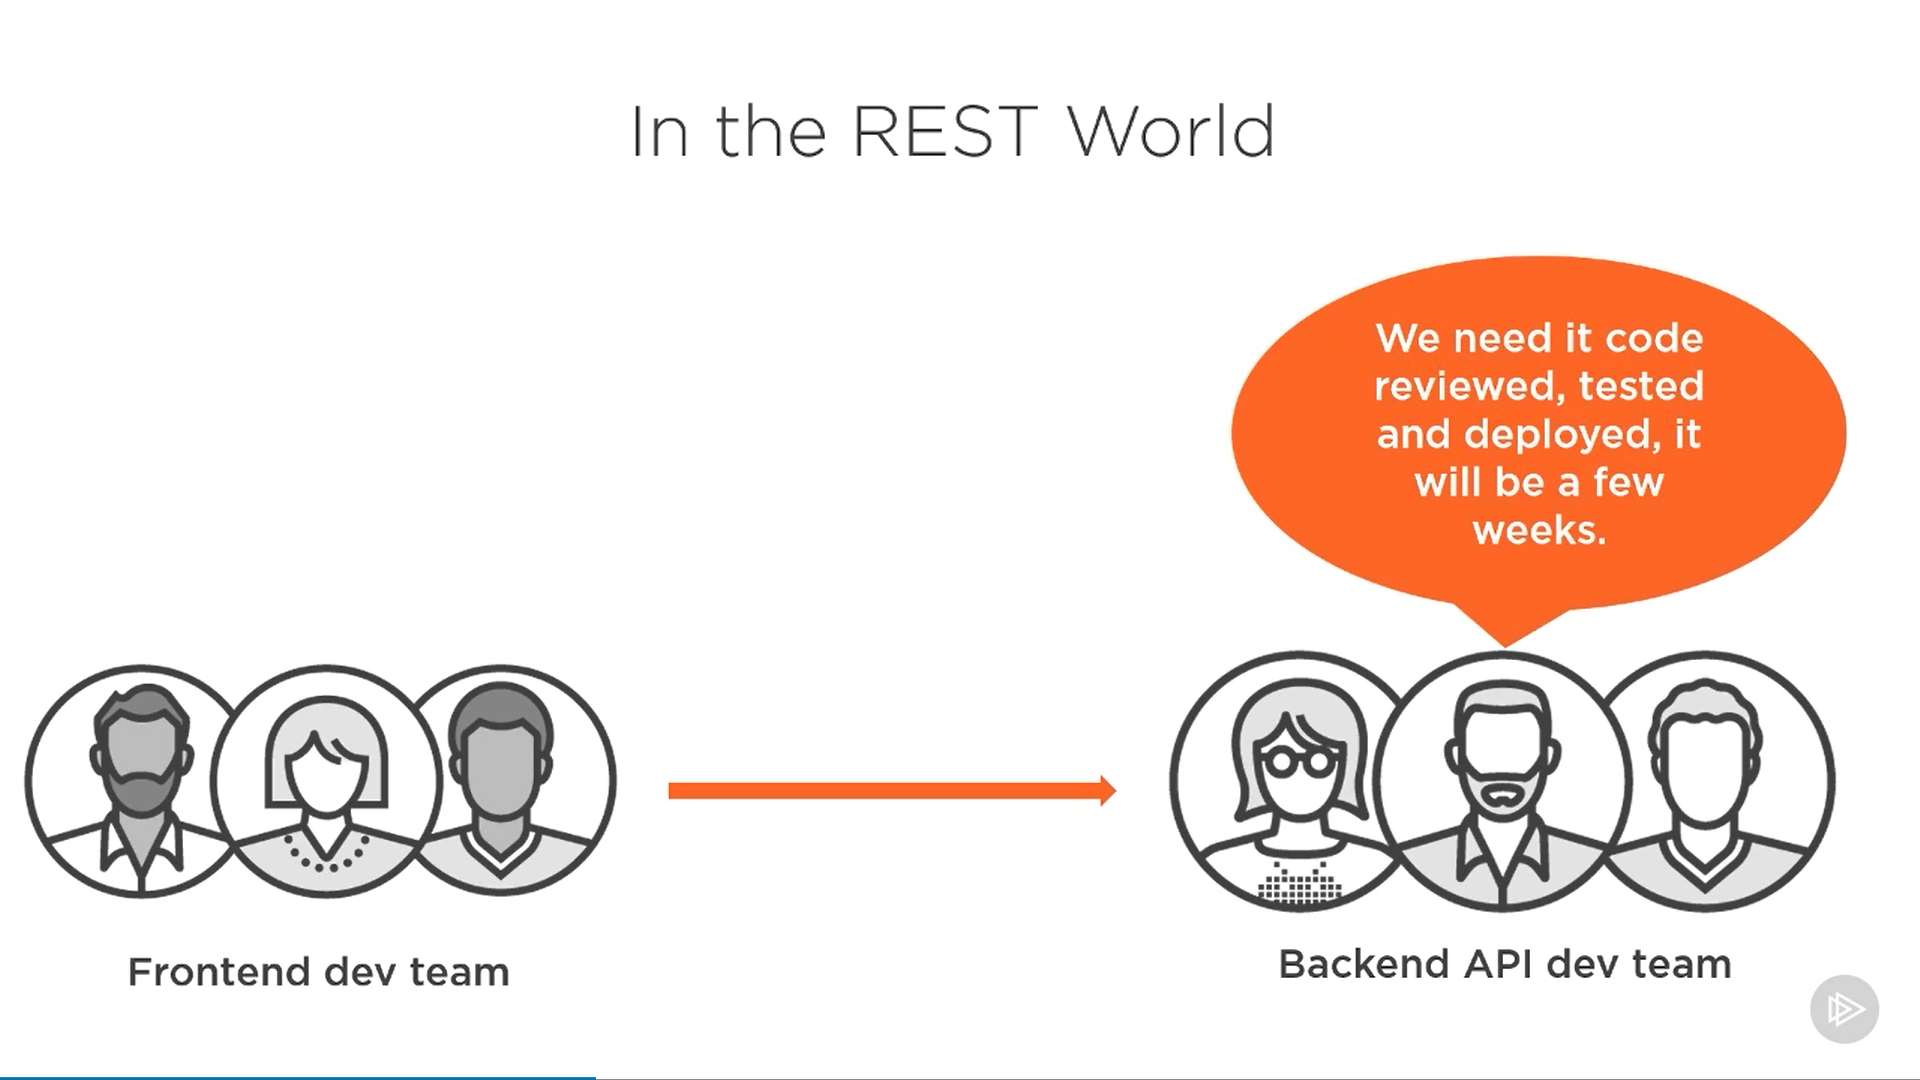 In the REST World
We need it code
reviewed, tested
and deployed, it
will be a few
weeks.
Frontend dev team
Backend API dev team